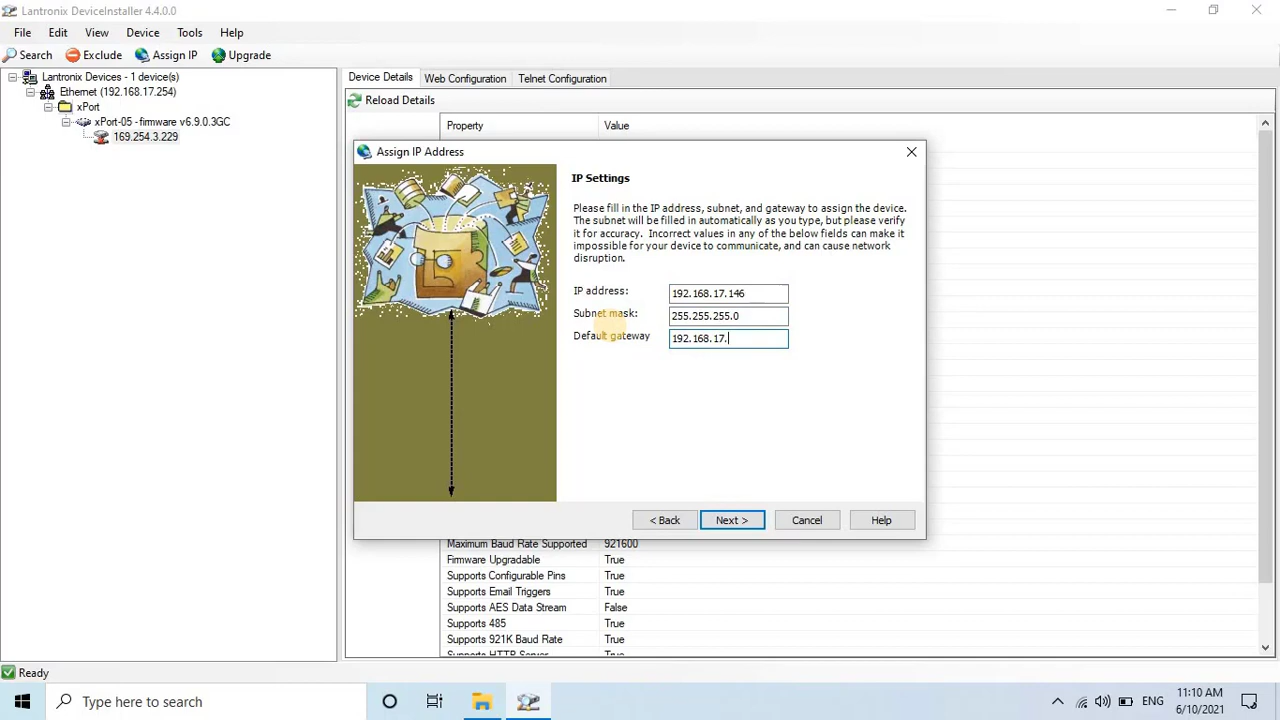 Lantronix DeviceInstaller 4.4.0.0
File Edit View Device Tools Help
Search Exclude Assign IP Upgrade
Lantronix Devices - 1 device(s)
Ethernet (192.168.17.254)
xPort
xPort-05 - firmware v6.9.0.3GC
169.254.3.229
Device Details Web Configuration Telnet Configuration
Reload Details
Property Value
Assign IP Address
IP Settings
Please fill in the IP address, subnet, and gateway to assign the device.
The subnet will be filled in automatically as you type, but please verify
it for accuracy. Incorrect values in any of the below fields can make it
impossible for your device to communicate, and can cause network
disruption.
IP address: 192.168.17.146
Subnet mask: 255.255.255.0
Default gateway 192.168.17.
< Back Next > Cancel Help
Maximum Baud Rate Supported 921600
Firmware Upgradable True
Supports Configurable Pins True
Supports Email Triggers True
Supports AES Data Stream False
Supports 485 True
Supports 921K Baud Rate True
Supports HTTP Server True
Ready
Type here to search
ENG
11:10 AM
6/10/2021